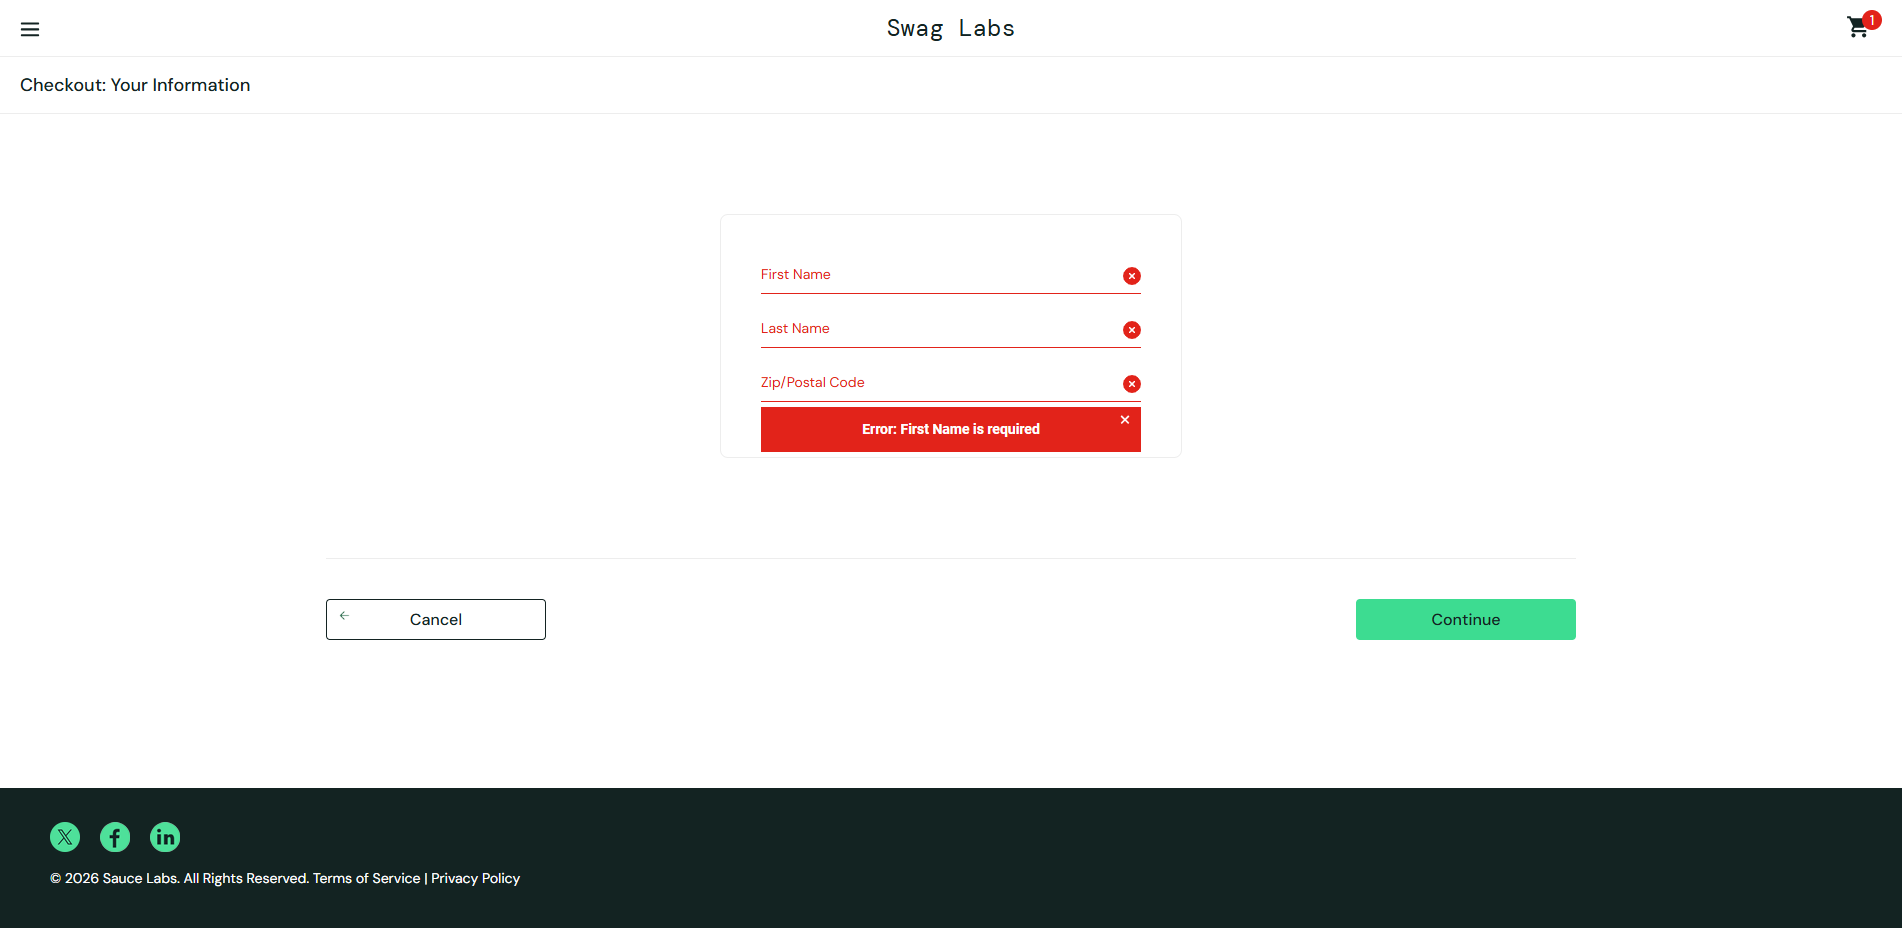 Swag Labs
1
Checkout: Your Information
First Name
Last Name
Zip/Postal Code
Error: First Name is required
Cancel
Continue
© 2026 Sauce Labs. All Rights Reserved. Terms of Service | Privacy Policy